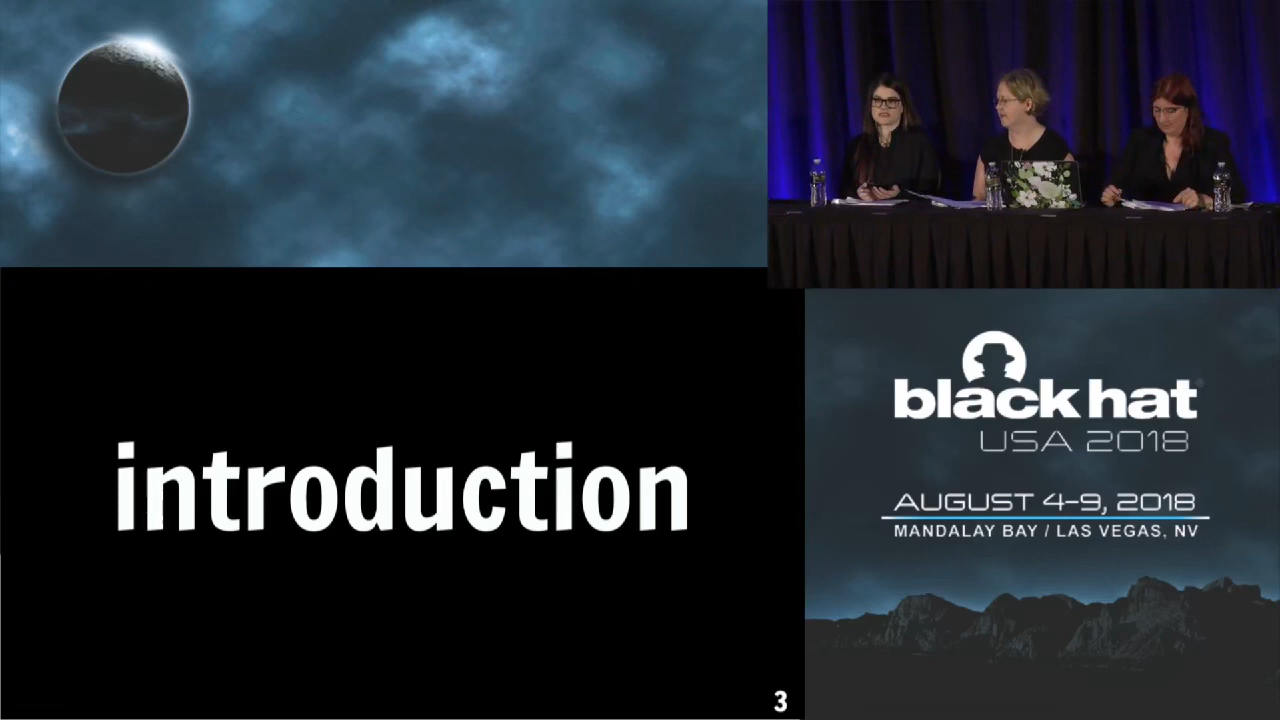 introduction
3
black hat
USA 2018
AUGUST 4-9, 2018
MANDALAY BAY / LAS VEGAS, NV